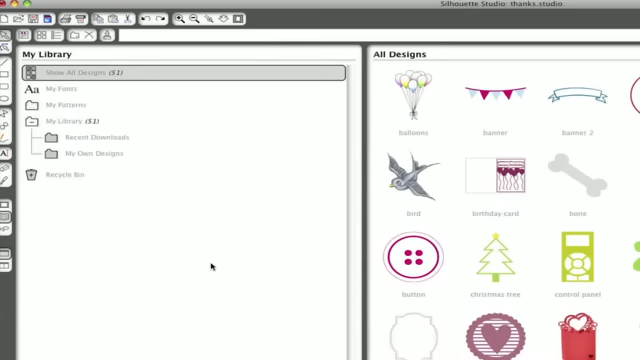 Silhouette Studio: thanks.studio
My Library
Show All Designs (51)
Aa My Fonts
My Patterns
My Library (51)
Recent Downloads
My Own Designs
Recycle Bin
All Designs
balloons banner banner 2
bird birthday card bone
button christmas tree control panel